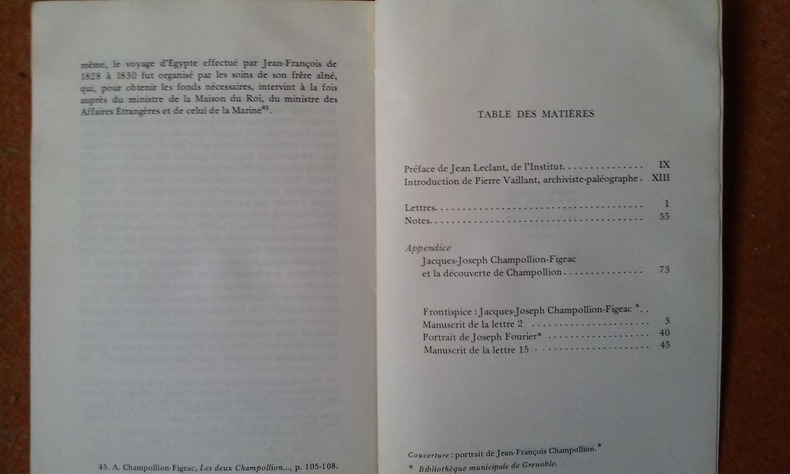 même, le voyage d'Égypte effectué par Jean-François de
1828 à 1830 fut organisé par les soins de son frère aîné,
qui, pour obtenir les fonds nécessaires, intervint à la fois
auprès du ministre de la Maison du Roi, du ministre des
Affaires Étrangères et de celui de la Marine45.
45. A. Champollion-Figeac, Les deux Champollion..., p. 105-108.
TABLE DES MATIÈRES
Préface de Jean Leclant, de l'Institut. . . . . . . . . . . . . . . IX
Introduction de Pierre Vaillant, archiviste-paléographe . XIII
Lettres. . . . . . . . . . . . . . . . . . . . . . . . . . . . . . . . . . . . 1
Notes. . . . . . . . . . . . . . . . . . . . . . . . . . . . . . . . . . . . . 55
Appendice
Jacques-Joseph Champollion-Figeac
et la découverte de Champollion . . . . . . . . . . . . . . 73
Frontispice : Jacques-Joseph Champollion-Figeac * . .
Manuscrit de la lettre 2 . . . . . . . . . . . . . . . . . . . . . 3
Portrait de Joseph Fourier* . . . . . . . . . . . . . . . . . . 40
Manuscrit de la lettre 15 . . . . . . . . . . . . . . . . . . . . 45
Couverture : portrait de Jean-François Champollion. *
* Bibliothèque municipale de Grenoble.